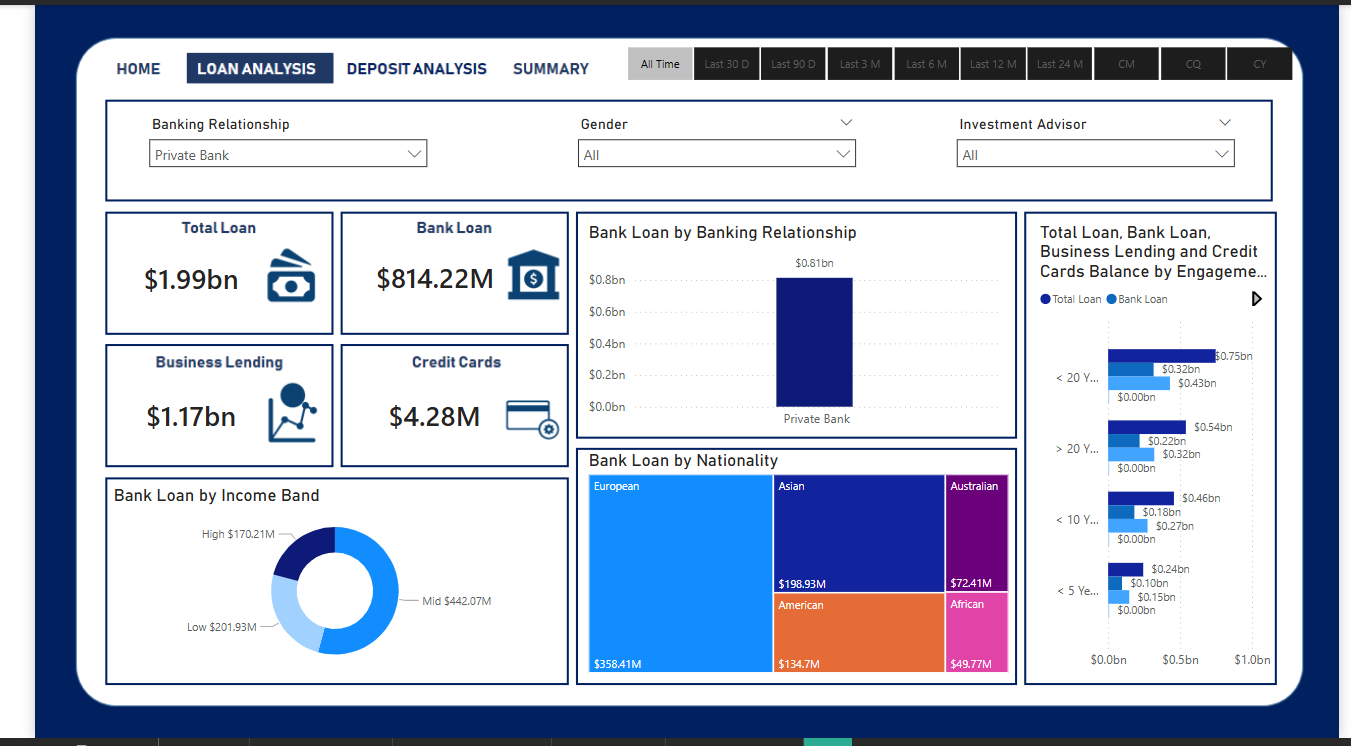 HOME
LOAN ANALYSIS
DEPOSIT ANALYSIS
SUMMARY
All Time
Last 30 D
Last 90 D
Last 3 M
Last 6 M
Last 12 M
Last 24 M
CM
CQ
CY
Banking Relationship
Private Bank
Gender
All
Investment Advisor
All
Total Loan
$1.99bn
Bank Loan
$814.22M
Business Lending
$1.17bn
Credit Cards
$4.28M
Bank Loan by Income Band
High $170.21M
Mid $442.07M
Low $201.93M
Bank Loan by Banking Relationship
$0.81bn
$0.8bn
$0.6bn
$0.4bn
$0.2bn
$0.0bn
Private Bank
Bank Loan by Nationality
European
$358.41M
Asian
$198.93M
American
$134.7M
Australian
$72.41M
African
$49.77M
Total Loan, Bank Loan,
Business Lending and Credit
Cards Balance by Engageme...
Total Loan
Bank Loan
< 20 Y...
$0.75bn
$0.32bn
$0.43bn
$0.00bn
> 20 Y...
$0.54bn
$0.22bn
$0.32bn
$0.00bn
< 10 Y...
$0.46bn
$0.18bn
$0.27bn
$0.00bn
< 5 Ye...
$0.24bn
$0.10bn
$0.15bn
$0.00bn
$0.0bn
$0.5bn
$1.0bn